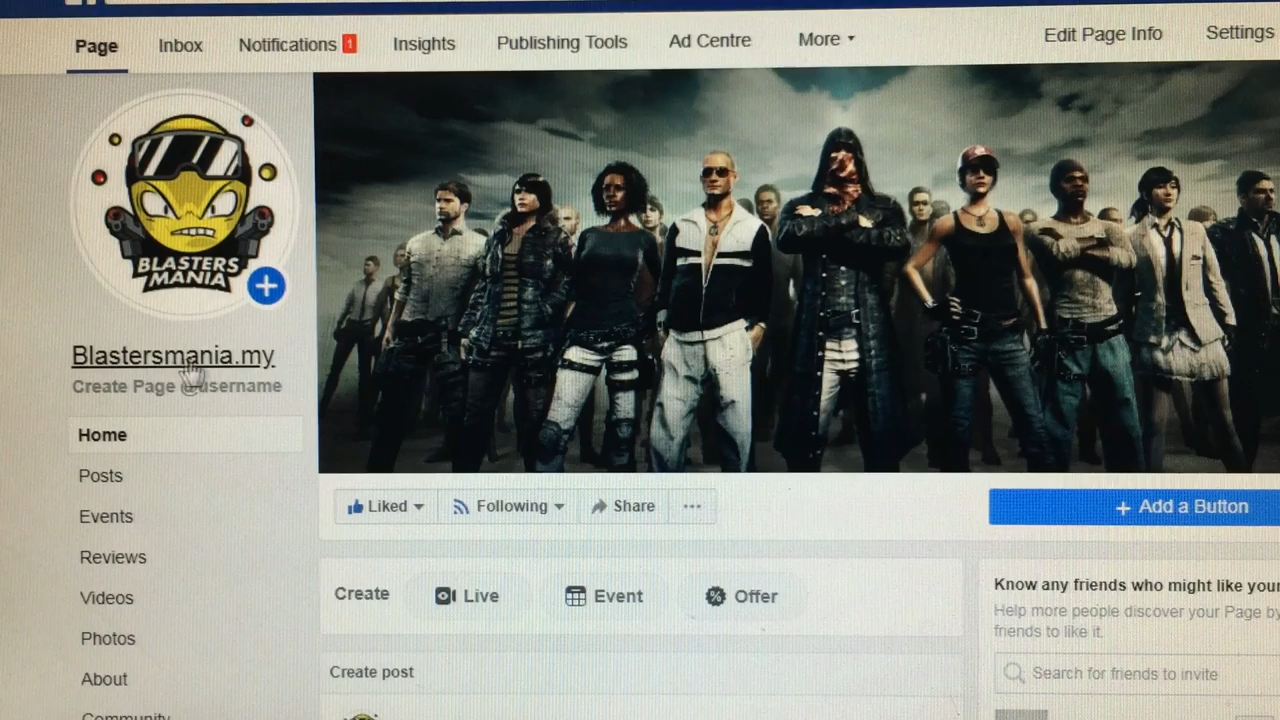 Page Inbox Notifications 1 Insights Publishing Tools Ad Centre More Edit Page Info Settings
BLASTERS
MANIA
Blastersmania.my
Create Page @username
Home
Posts
Events
Reviews
Videos
Photos
About
Community
Liked Following Share ...
+ Add a Button
Create Live Event Offer
Create post
Know any friends who might like your
Help more people discover your Page by
friends to like it.
Search for friends to invite